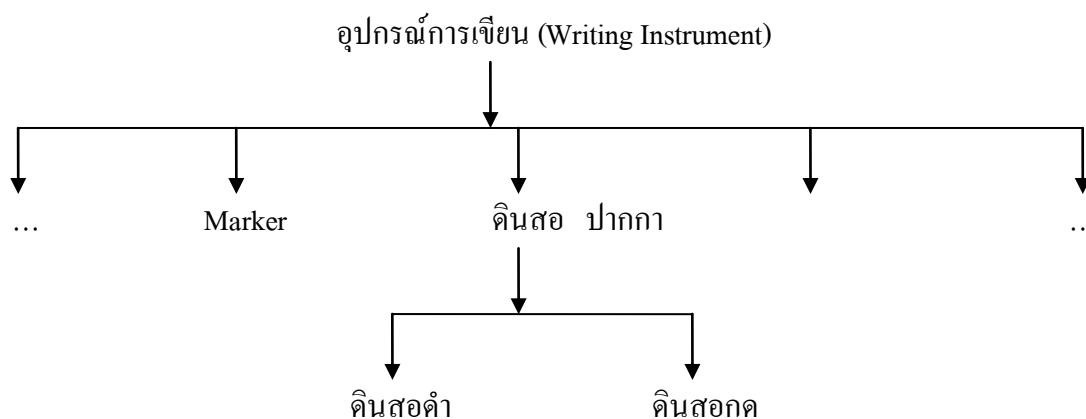 อุปกรณ์การเขียน (Writing Instrument)
... Marker ดินสอ ปากกา ..
ดินสอดำ ดินสอกด